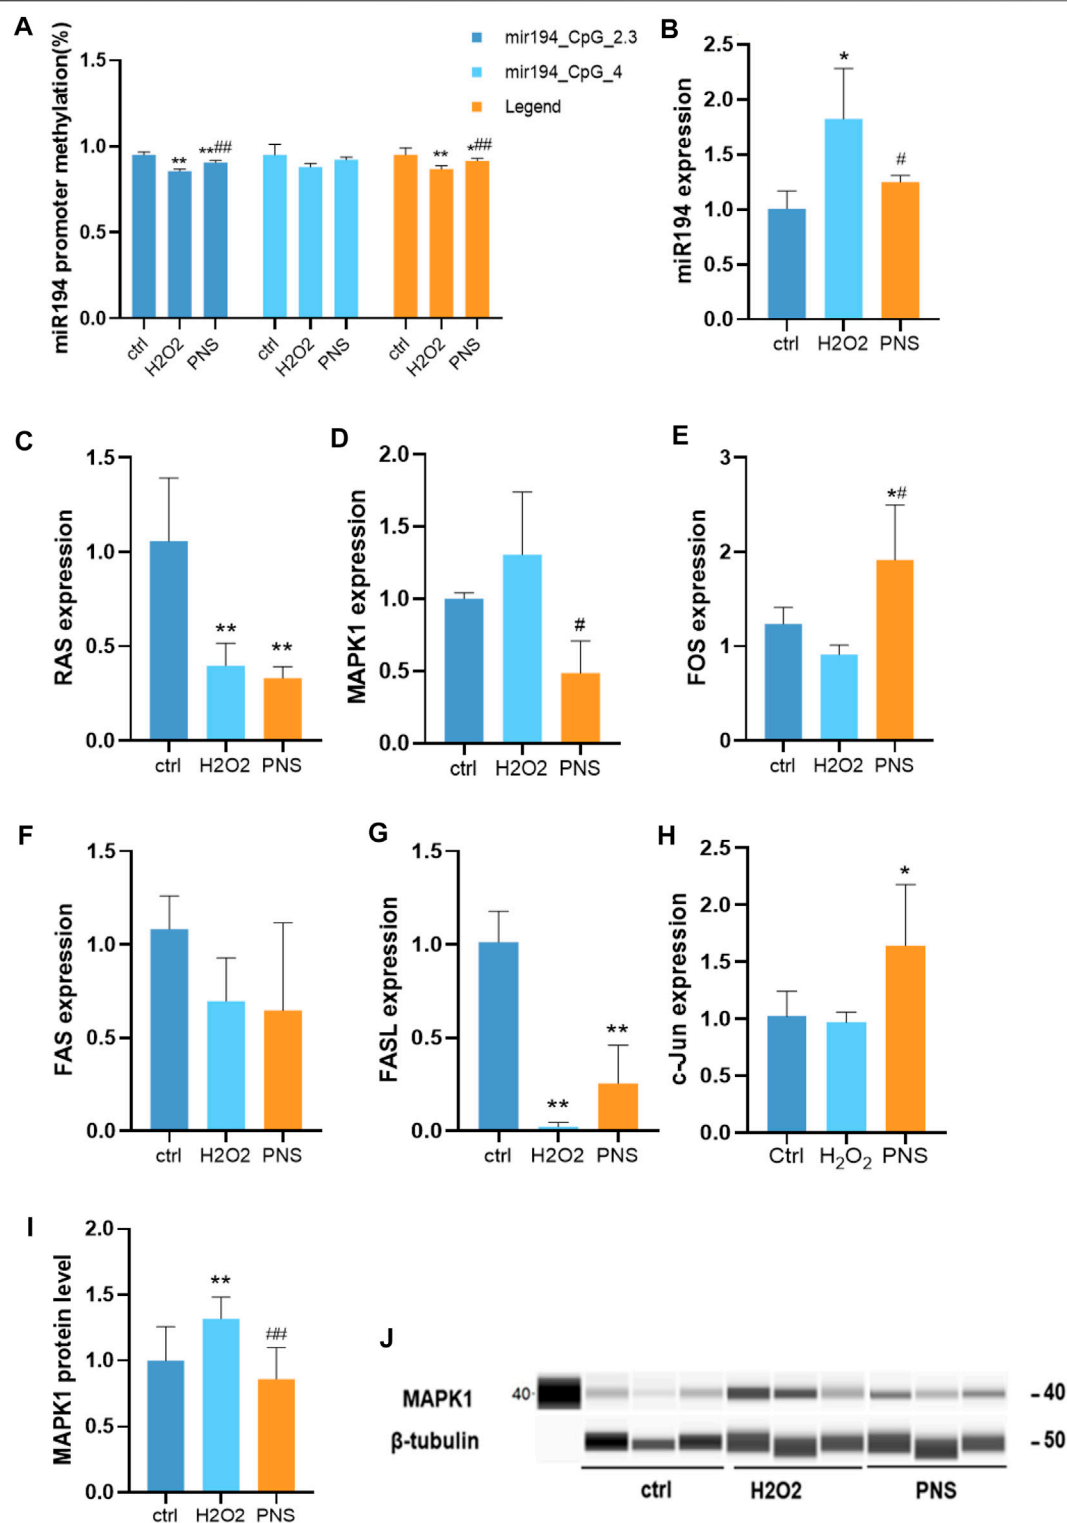 A
miR194 promoter methylation(%)
1.5
1.0
0.5
0.0
** **## ** *##
ctrl H2O2 PNS ctrl H2O2 PNS ctrl H2O2 PNS
mir194_CpG_2.3
mir194_CpG_4
Legend
B
miR194 expression
2.5
2.0
1.5
1.0
0.5
0.0
* #
ctrl H2O2 PNS
C
RAS expression
1.5
1.0
0.5
0.0
** **
ctrl H2O2 PNS
D
MAPK1 expression
2.0
1.5
1.0
0.5
0.0
#
ctrl H2O2 PNS
E
FOS expression
3
2
1
0
*#
ctrl H2O2 PNS
F
FAS expression
1.5
1.0
0.5
0.0
ctrl H2O2 PNS
G
FASL expression
1.5
1.0
0.5
0.0
** **
ctrl H2O2 PNS
H
c-Jun expression
2.5
2.0
1.5
1.0
0.5
0.0
*
Ctrl H₂O₂ PNS
I
MAPK1 protein level
2.0
1.5
1.0
0.5
0.0
** ##
ctrl H2O2 PNS
J
MAPK1 40- -40
β-tubulin -50
ctrl H2O2 PNS